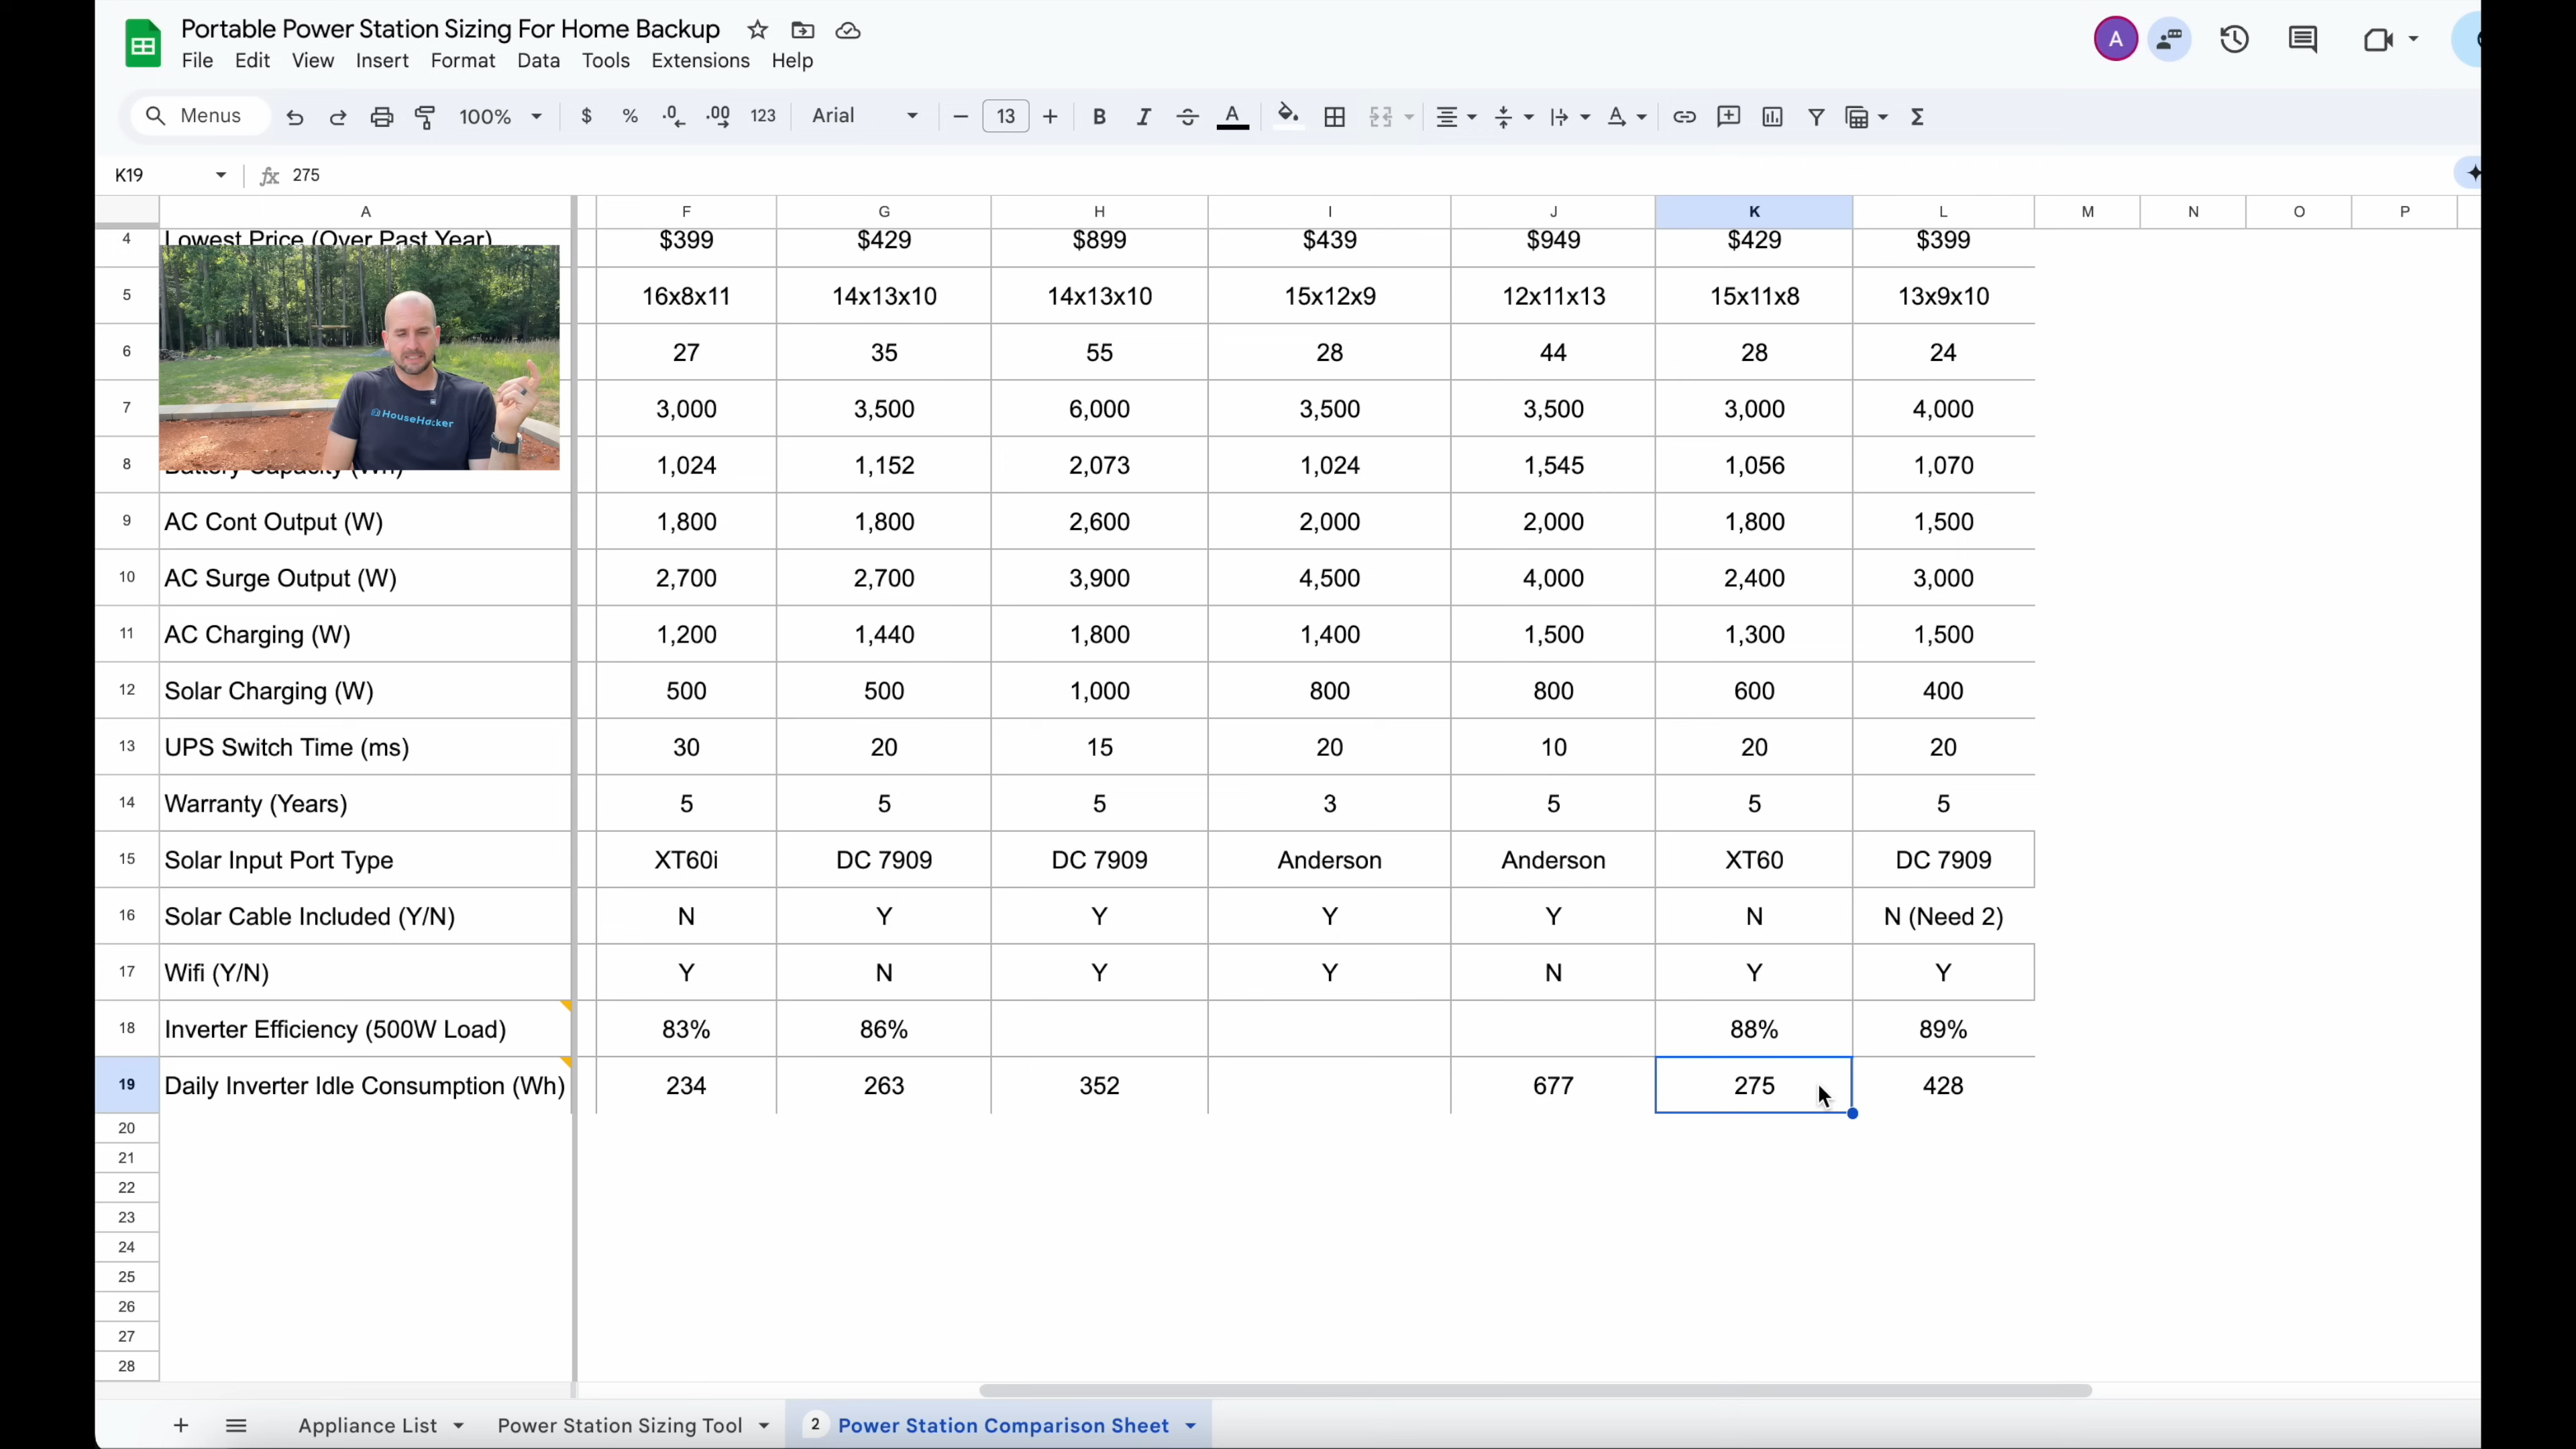 Portable Power Station Sizing For Home Backup
A
File Edit View Insert Format Data Tools Extensions Help
Menus 100% $ % .0 .00 123 Arial 13 B I S A
K19 fx 275
A F G H I J K L M N O P
4 Lowest Price (Over Past Year) $399 $429 $899 $439 $949 $429 $399
5 16x8x11 14x13x10 14x13x10 15x12x9 12x11x13 15x11x8 13x9x10
6 27 35 55 28 44 28 24
7 3,000 3,500 6,000 3,500 3,500 3,000 4,000
HouseHacker
8 Battery Capacity (Wh) 1,024 1,152 2,073 1,024 1,545 1,056 1,070
9 AC Cont Output (W) 1,800 1,800 2,600 2,000 2,000 1,800 1,500
10 AC Surge Output (W) 2,700 2,700 3,900 4,500 4,000 2,400 3,000
11 AC Charging (W) 1,200 1,440 1,800 1,400 1,500 1,300 1,500
12 Solar Charging (W) 500 500 1,000 800 800 600 400
13 UPS Switch Time (ms) 30 20 15 20 10 20 20
14 Warranty (Years) 5 5 5 3 5 5 5
15 Solar Input Port Type XT60i DC 7909 DC 7909 Anderson Anderson XT60 DC 7909
16 Solar Cable Included (Y/N) N Y Y Y Y N N (Need 2)
17 Wifi (Y/N) Y N Y Y N Y Y
18 Inverter Efficiency (500W Load) 83% 86% 88% 89%
19 Daily Inverter Idle Consumption (Wh) 234 263 352 677 275 428
20
21
22
23
24
25
26
27
28
Appliance List Power Station Sizing Tool 2 Power Station Comparison Sheet